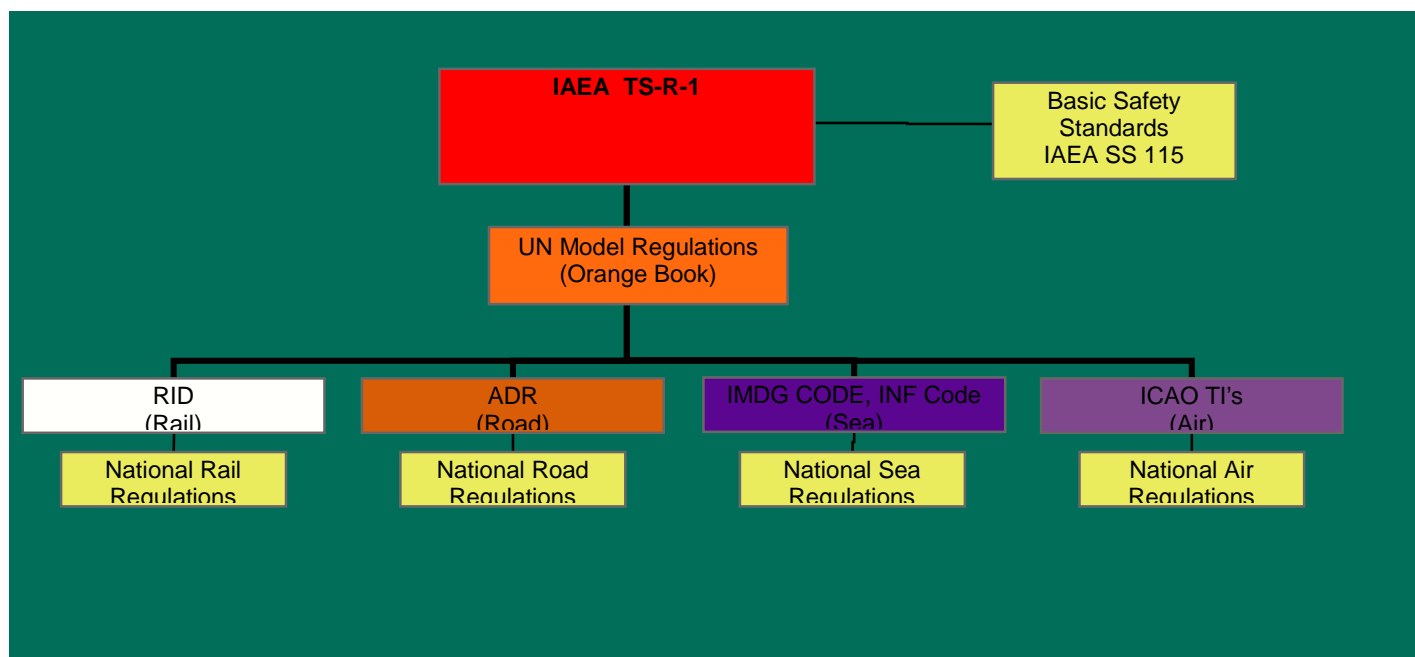 IAEA TS-R-1
Basic Safety
Standards
IAEA SS 115
UN Model Regulations
(Orange Book)
RID
(Rail)
ADR
(Road)
IMDG CODE, INF Code
(Sea)
ICAO TI's
(Air)
National Rail
Regulations
National Road
Regulations
National Sea
Regulations
National Air
Regulations